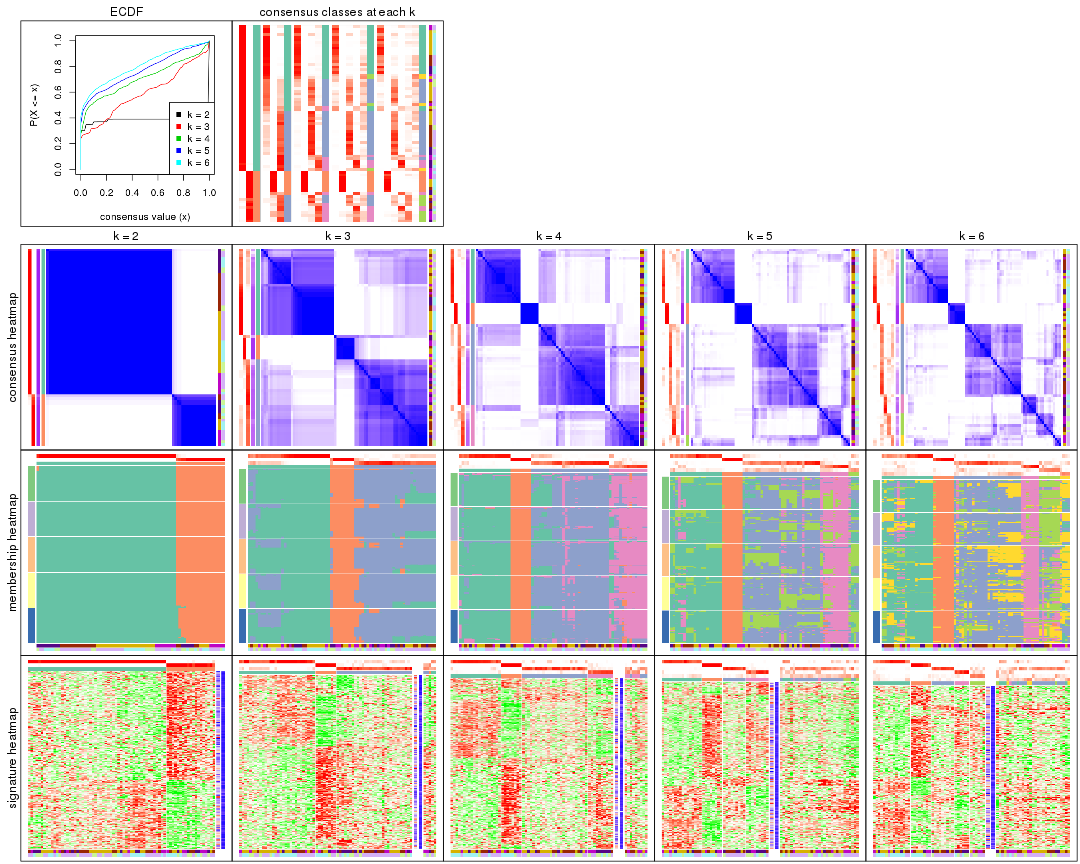 ECDF
consensus classes at each k
P(X <= x)
0.0 0.2 0.4 0.6 0.8 1.0
k = 2
k = 3
k = 4
k = 5
k = 6
0.0 0.2 0.4 0.6 0.8 1.0
consensus value (x)
k = 2
k = 3
k = 4
k = 5
k = 6
consensus heatmap
membership heatmap
signature heatmap